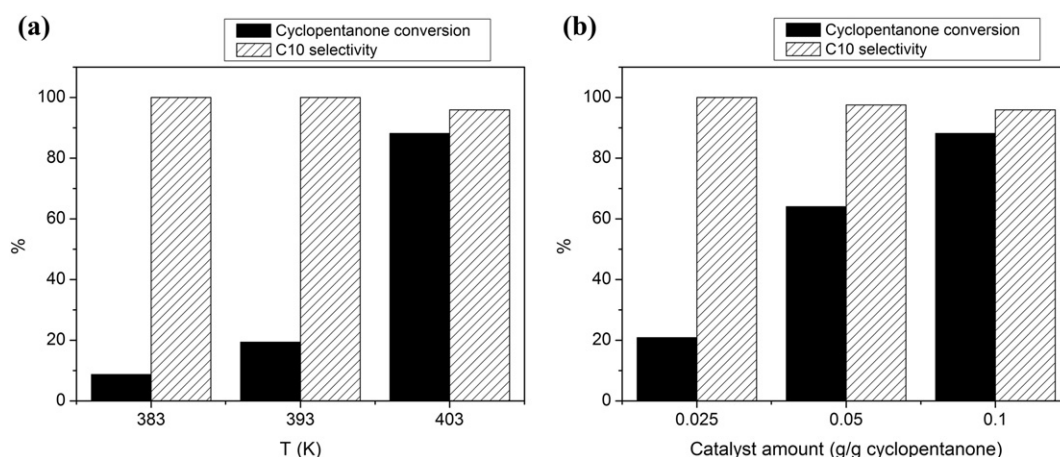 (a)
Cyclopentanone conversion
C10 selectivity
100
80
60
40
20
0
%
383 393 403
T (K)
(b)
Cyclopentanone conversion
C10 selectivity
100
80
60
40
20
0
%
0.025 0.05 0.1
Catalyst amount (g/g cyclopentanone)